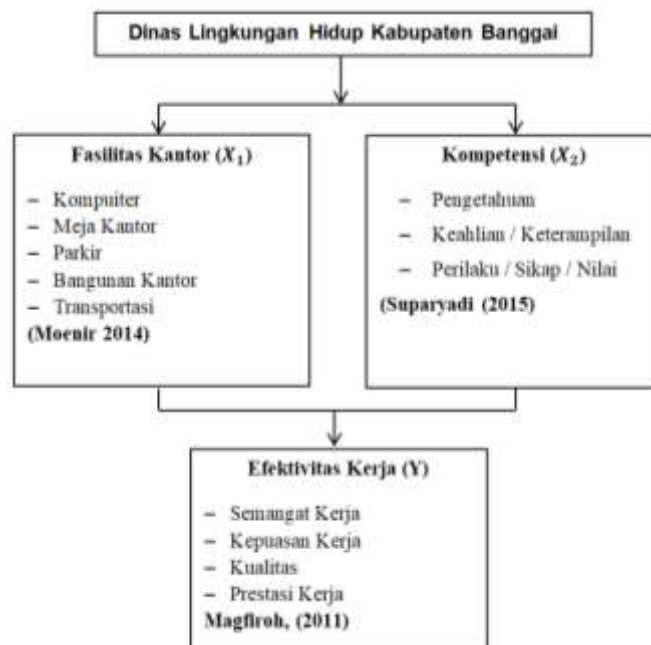 Dinas Lingkungan Hidup Kabupaten Banggai
Fasilitas Kantor (X₁)
– Kompuiter
– Meja Kantor
– Parkir
– Bangunan Kantor
– Transportasi
(Moenir 2014)
Kompetensi (X₂)
– Pengetahuan
– Keahlian / Keterampilan
– Perilaku / Sikap / Nilai
(Suparyadi (2015)
Efektivitas Kerja (Y)
– Semangat Kerja
– Kepuasan Kerja
– Kualitas
– Prestasi Kerja
Magfiroh, (2011)